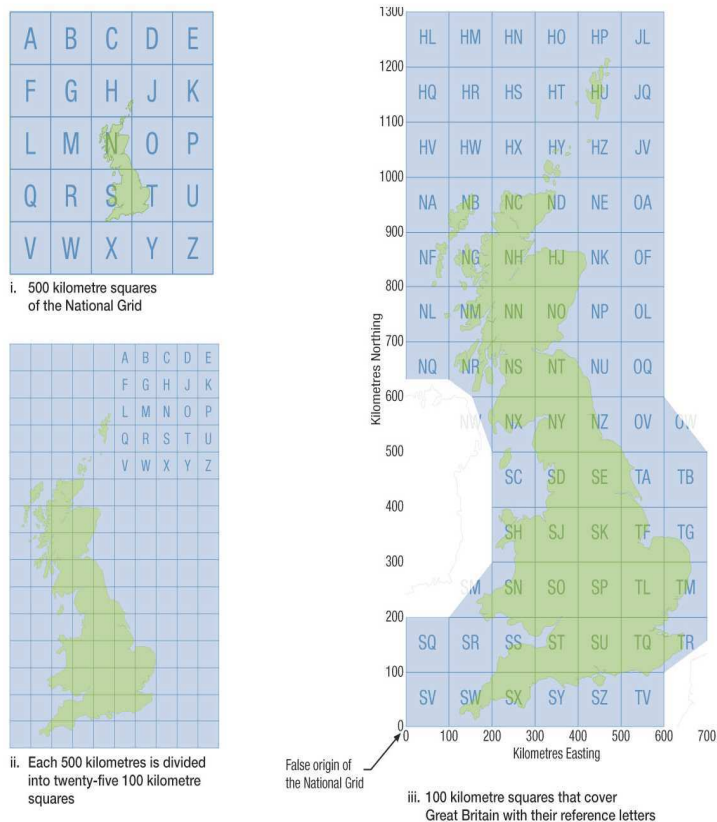 A B C D E
F G H J K
L M N O P
Q R S T U
V W X Y Z
i. 500 kilometre squares
of the National Grid
A B C D E
F G H J K
L M N O P
Q R S T U
V W X Y Z
ii. Each 500 kilometres is divided
into twenty-five 100 kilometre
squares
1300
HL HM HN HO HP JL
1200
HQ HR HS HT HU JQ
1100
HV HW HX HY HZ JV
1000
NA NB NC ND NE OA
900
NF NG NH HJ NK OF
800
NL NM NN NO NP OL
700
NQ NR NS NT NU OQ
600
NW NX NY NZ OV OW
500
SC SD SE TA TB
400
SH SJ SK TF TG
300
SM SN SO SP TL TM
200
SQ SR SS ST SU TQ TR
100
SV SW SX SY SZ TV
0
Kilometres Northing
0 100 200 300 400 500 600 700
Kilometres Easting
False origin of
the National Grid
iii. 100 kilometre squares that cover
Great Britain with their reference letters